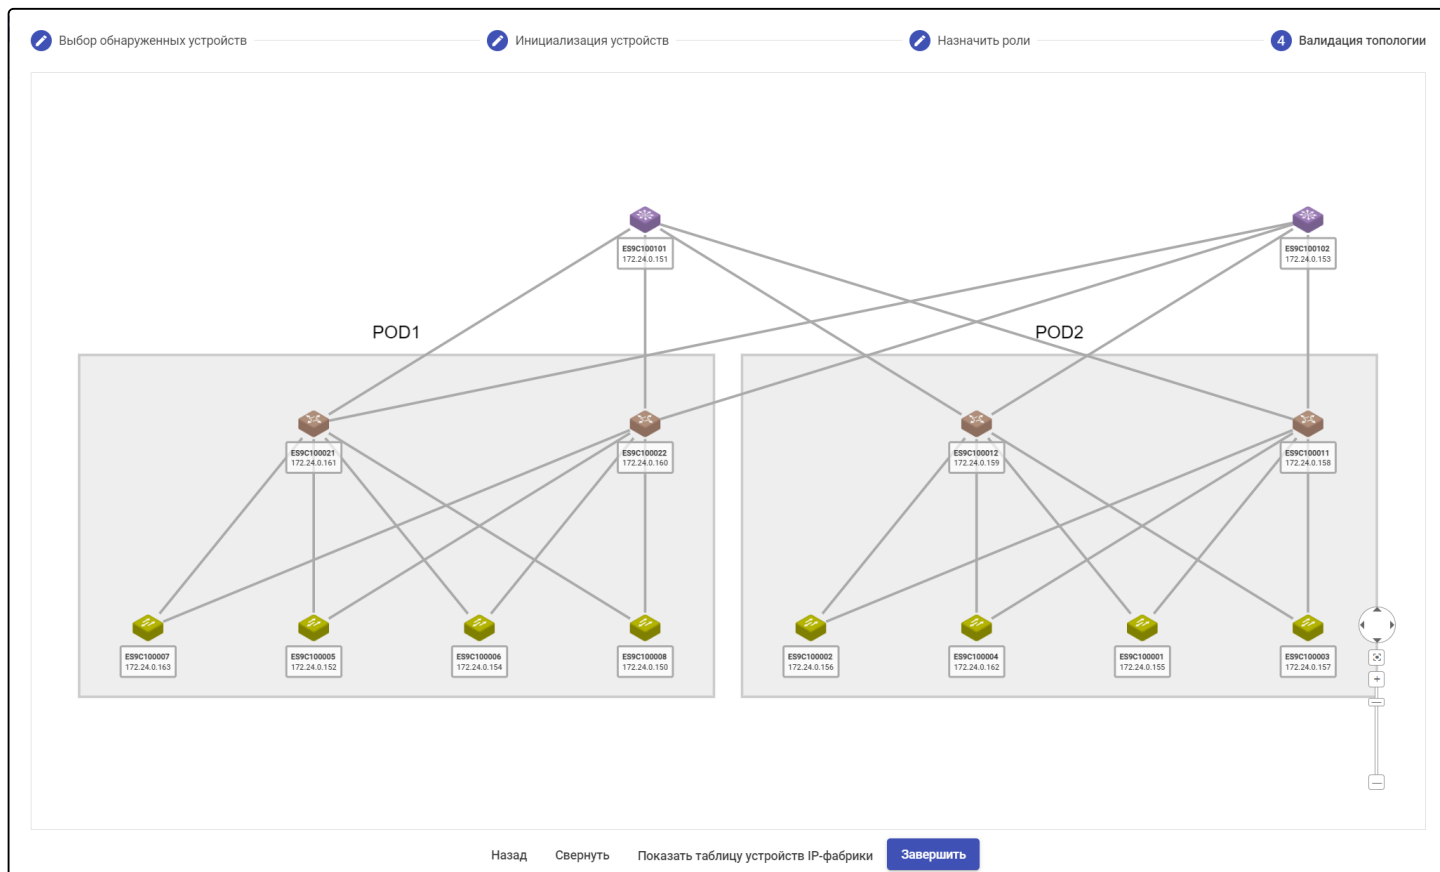 Выбор обнаруженных устройств
Инициализация устройств
Назначить роли
4 Валидация топологии
ES9C100101
172.24.0.151
ES9C100102
172.24.0.153
POD1
POD2
ES9C100021
172.24.0.161
ES9C100022
172.24.0.160
ES9C100012
172.24.0.159
ES9C100011
172.24.0.158
ES9C100007
172.24.0.163
ES9C100005
172.24.0.152
ES9C100006
172.24.0.154
ES9C100008
172.24.0.150
ES9C100002
172.24.0.156
ES9C100004
172.24.0.162
ES9C100001
172.24.0.155
ES9C100003
172.24.0.157
Назад
Свернуть
Показать таблицу устройств IP-фабрики
Завершить